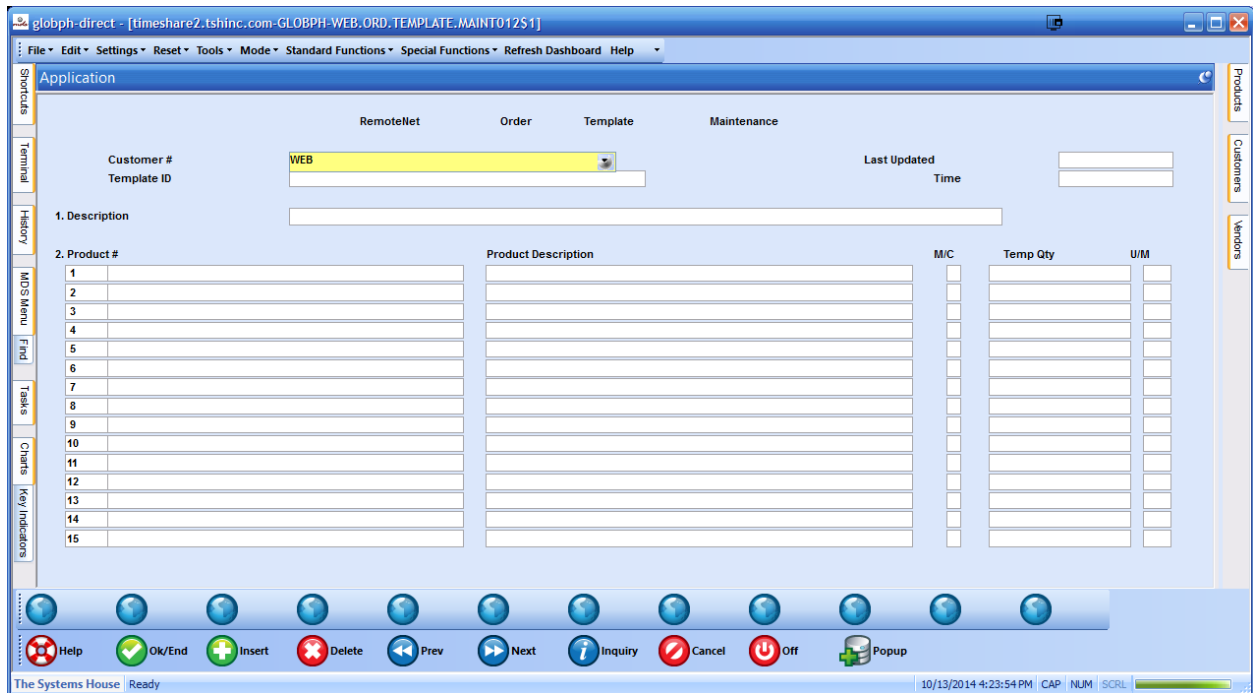 globph-direct - [timeshare2.tshinc.com-GLOBPH-WEB.ORD.TEMPLATE.MAINT012S1]
File Edit Settings Reset Tools Mode Standard Functions Special Functions Refresh Dashboard Help
Application
RemoteNet Order Template Maintenance
Customer # WEB Last Updated
Template ID Time
1. Description
2. Product # Product Description M/C Temp Qty U/M
1
2
3
4
5
6
7
8
9
10
11
12
13
14
15
Shortcuts
Terminal
History
MDS Menu
Find
Tasks
Charts
Key Indicators
Products
Customers
Vendors
Help Ok/End Insert Delete Prev Next Inquiry Cancel Off Popup
The Systems House Ready 10/13/2014 4:23:54 PM CAP NUM SCRL